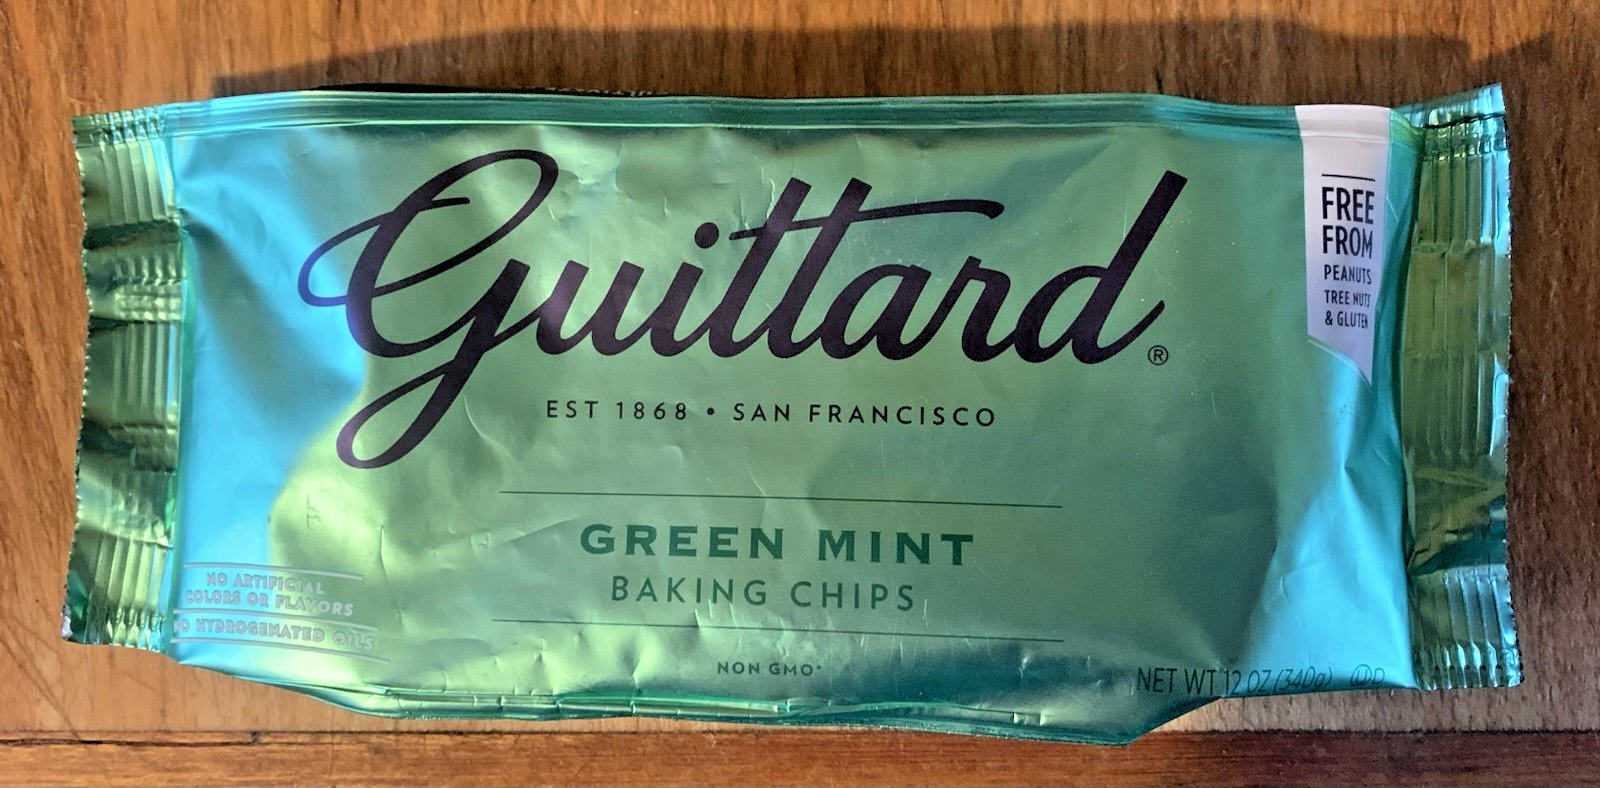 Guittard®
EST 1868 • SAN FRANCISCO
FREE
FROM
PEANUTS
TREE NUTS
& GLUTEN
GREEN MINT
BAKING CHIPS
NO ARTIFICIAL
COLORS OR FLAVORS
NO HYDROGENATED OILS
NON GMO*
NET WT 12 OZ (340g) ⓊD